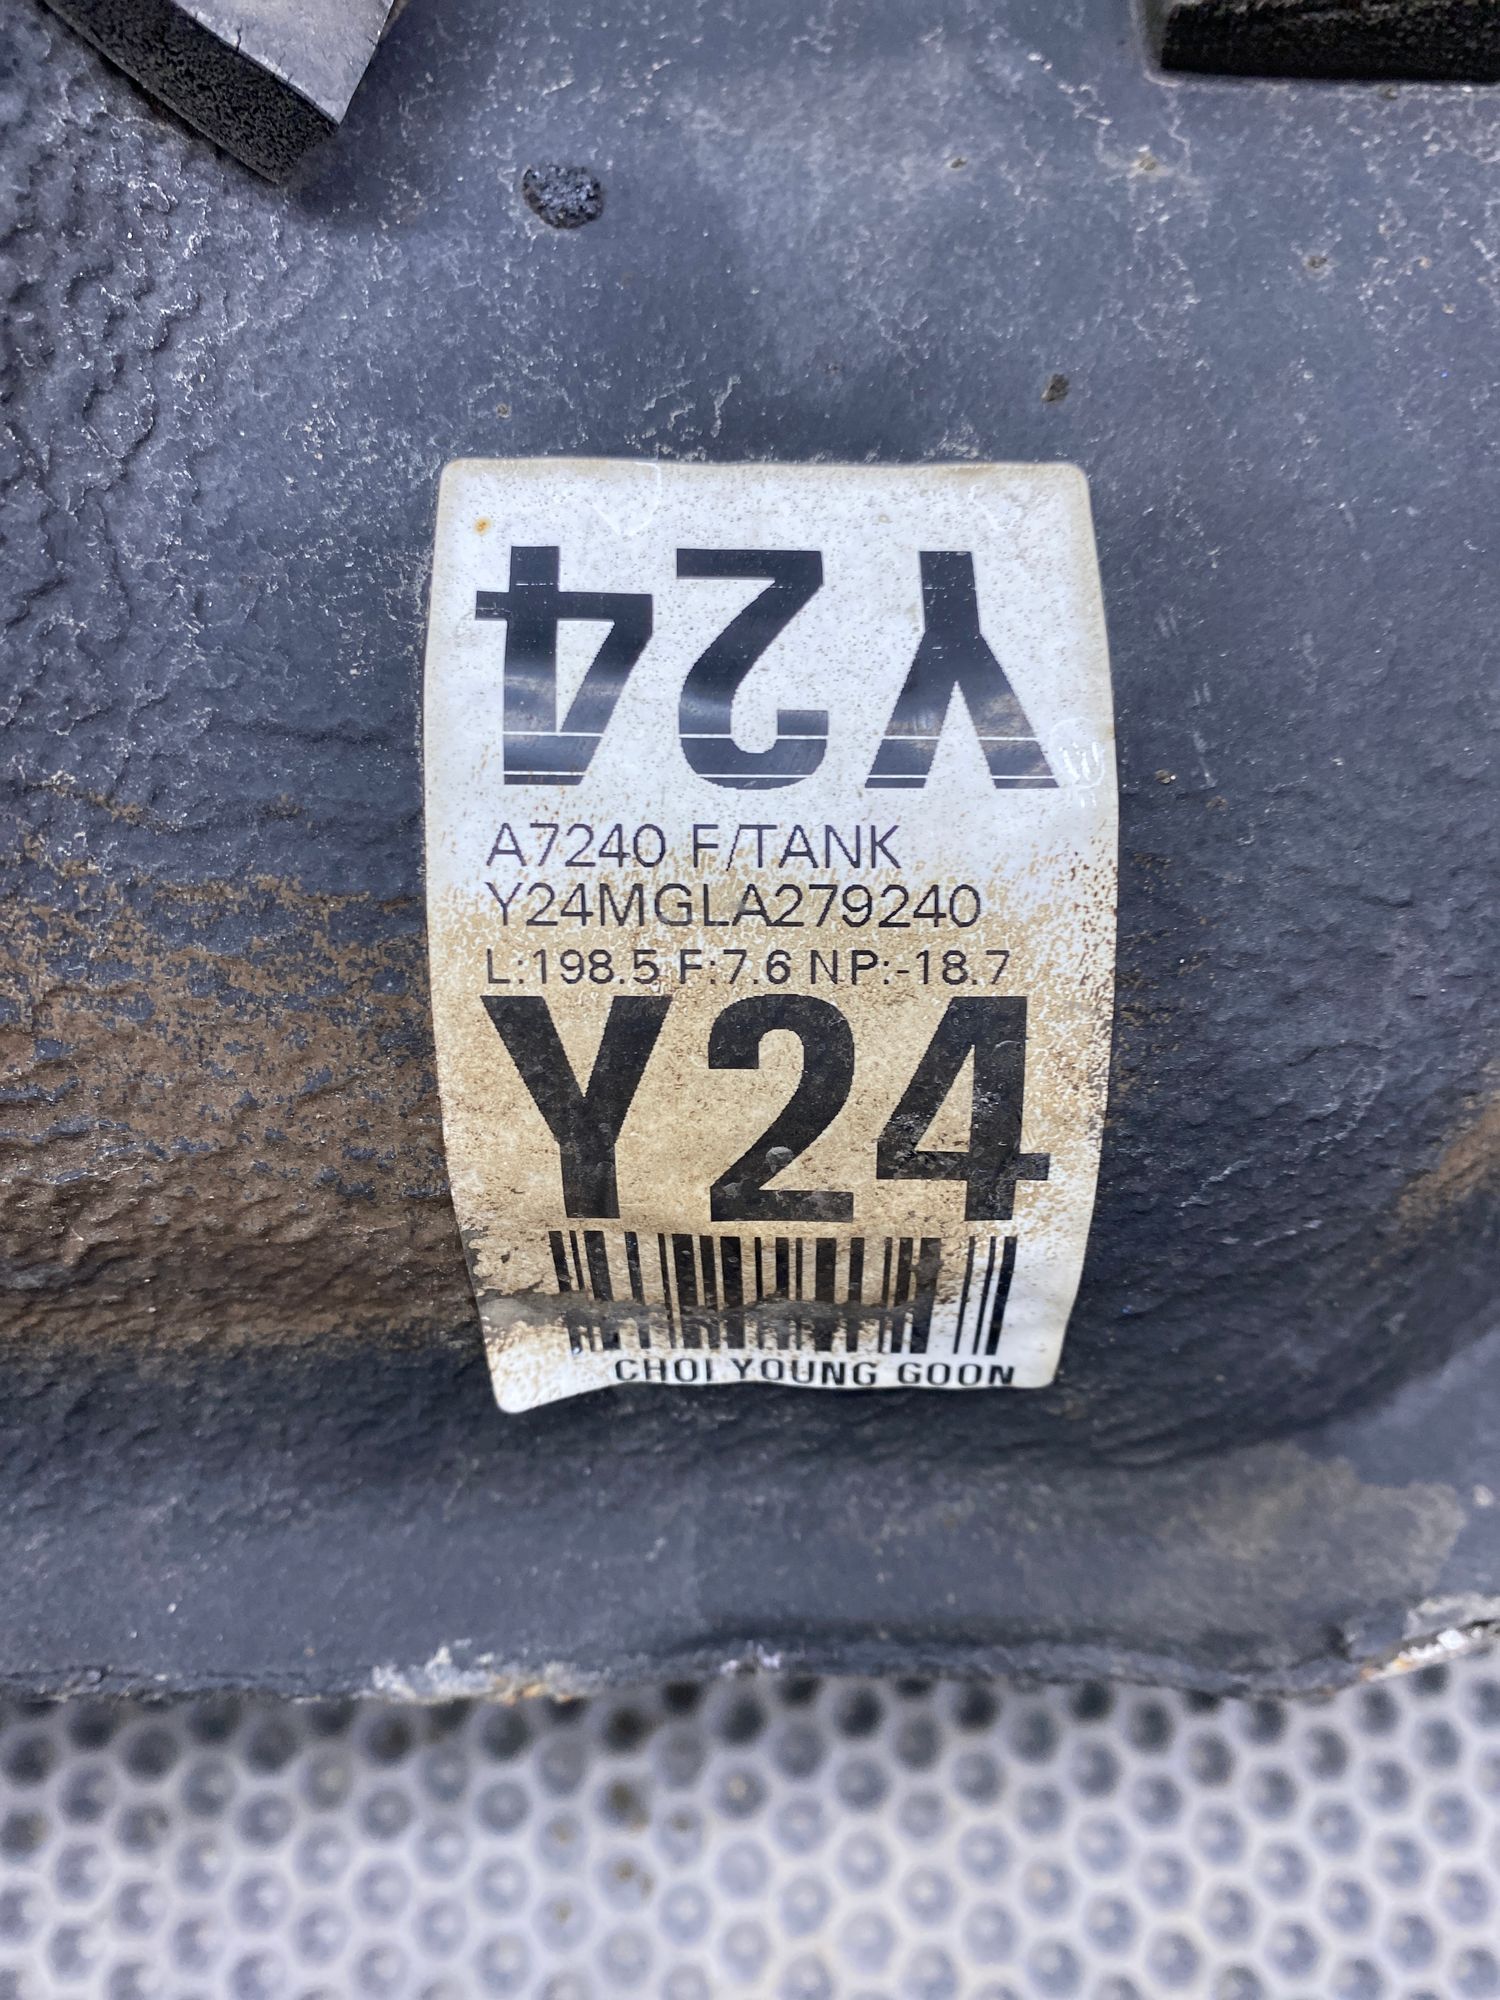 Y24
A7240 F/TANK
Y24MGLA279240
L:198.5 F:7.6 NP:-18.7
Y24
CHOI YOUNG GOON